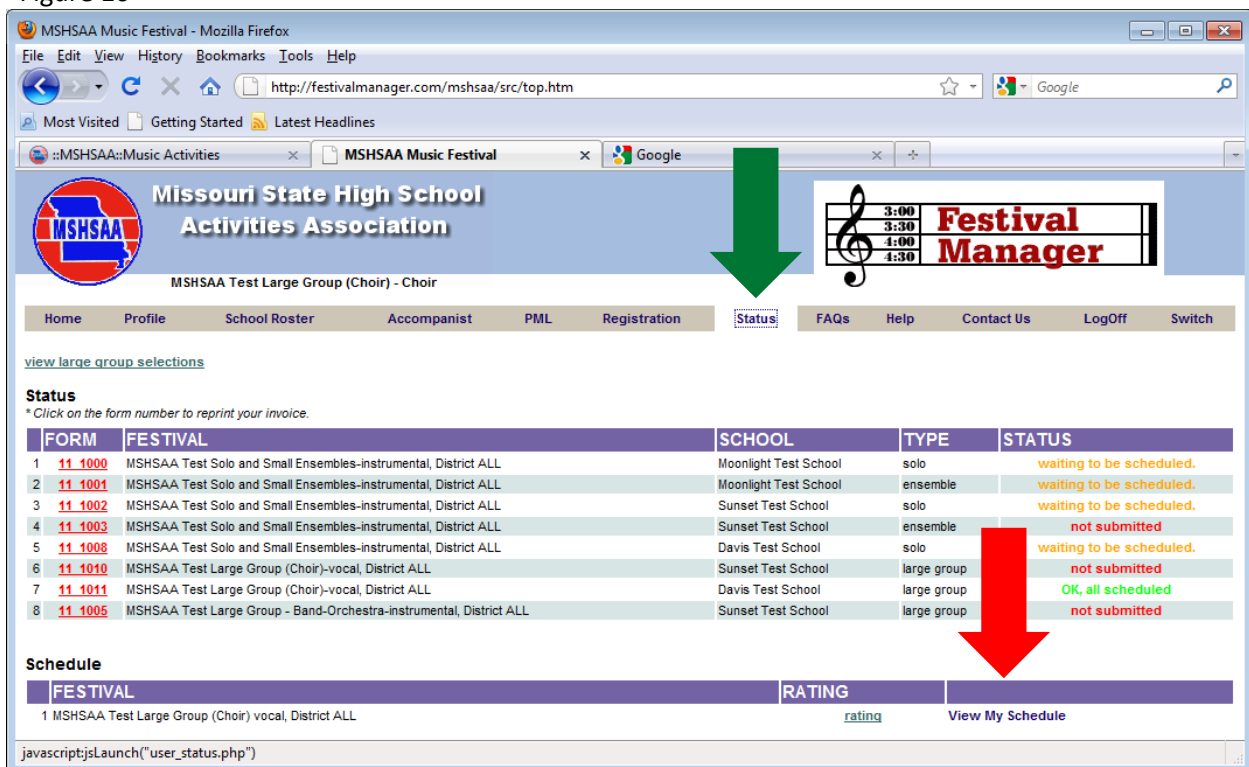 MSHSAA Music Festival - Mozilla Firefox
File Edit View History Bookmarks Tools Help
http://festivalmanager.com/mshsaa/src/top.htm Google
Most Visited Getting Started Latest Headlines
::MSHSAA::Music Activities MSHSAA Music Festival Google
Missouri State High School
Activities Association
MSHSAA
3:00
3:30
4:00
4:30
Festival
Manager
MSHSAA Test Large Group (Choir) - Choir
Home Profile School Roster Accompanist PML Registration Status FAQs Help Contact Us LogOff Switch
view large group selections
Status
* Click on the form number to reprint your invoice.
FORM FESTIVAL SCHOOL TYPE STATUS
1 11_1000 MSHSAA Test Solo and Small Ensembles-instrumental, District ALL Moonlight Test School solo waiting to be scheduled.
2 11_1001 MSHSAA Test Solo and Small Ensembles-instrumental, District ALL Moonlight Test School ensemble waiting to be scheduled.
3 11_1002 MSHSAA Test Solo and Small Ensembles-instrumental, District ALL Sunset Test School solo waiting to be scheduled.
4 11_1003 MSHSAA Test Solo and Small Ensembles-instrumental, District ALL Sunset Test School ensemble not submitted
5 11_1008 MSHSAA Test Solo and Small Ensembles-instrumental, District ALL Davis Test School solo waiting to be scheduled.
6 11_1010 MSHSAA Test Large Group (Choir)-vocal, District ALL Sunset Test School large group not submitted
7 11_1011 MSHSAA Test Large Group (Choir)-vocal, District ALL Davis Test School large group OK, all scheduled
8 11_1005 MSHSAA Test Large Group - Band-Orchestra-instrumental, District ALL Sunset Test School large group not submitted
Schedule
FESTIVAL RATING
1 MSHSAA Test Large Group (Choir) vocal, District ALL rating View My Schedule
javascript:jsLaunch("user_status.php")